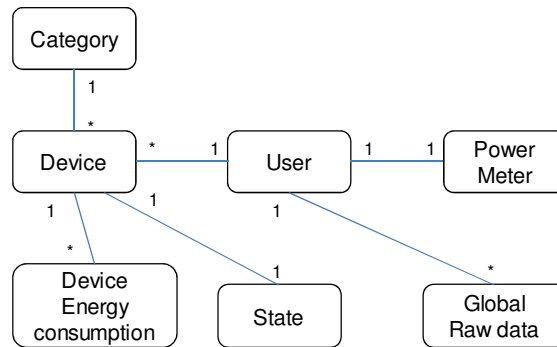 Category
1
*
Device
*
1
User
1
1
Power
Meter
1
1
1
*
Device
Energy
consumption
1
State
*
Global
Raw data